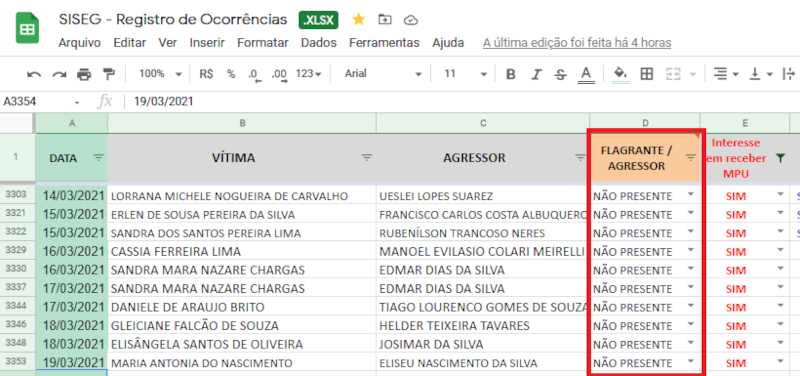 SISEG - Registro de Ocorrências .XLSX
Arquivo Editar Ver Inserir Formatar Dados Ferramentas Ajuda A última edição foi feita há 4 horas
100% R$ % .0 .00 123 Arial 11 B I S A
A3354 fx 19/03/2021
A B C D E
1 DATA VÍTIMA AGRESSOR FLAGRANTE / AGRESSOR Interesse em receber MPU
3303 14/03/2021 LORRANA MICHELE NOGUEIRA DE CARVALHO UESLEI LOPES SUAREZ NÃO PRESENTE SIM
3321 15/03/2021 ERLEN DE SOUSA PEREIRA DA SILVA FRANCISCO CARLOS COSTA ALBUQUERQ NÃO PRESENTE SIM
3322 15/03/2021 SANDRA DOS SANTOS PEREIRA LIMA RUBENÍLSON TRANCOSO NERES NÃO PRESENTE SIM
3329 16/03/2021 CASSIA FERREIRA LIMA MANOEL EVILASIO COLARI MEIRELLI NÃO PRESENTE SIM
3330 16/03/2021 SANDRA MARA NAZARE CHARGAS EDMAR DIAS DA SILVA NÃO PRESENTE SIM
3337 17/03/2021 SANDRA MARA NAZARE CHARGAS EDMAR DIAS DA SILVA NÃO PRESENTE SIM
3344 17/03/2021 DANIELE DE ARAUJO BRITO TIAGO LOURENCO GOMES DE SOUZA NÃO PRESENTE SIM
3346 18/03/2021 GLEICIANE FALCÃO DE SOUZA HELDER TEIXEIRA TAVARES NÃO PRESENTE SIM
3348 18/03/2021 ELISÂNGELA SANTOS DE OLIVEIRA JOSIMAR DA SILVA NÃO PRESENTE SIM
3353 19/03/2021 MARIA ANTONIA DO NASCIMENTO ELISEU NASCIMENTO DA SILVA NÃO PRESENTE SIM